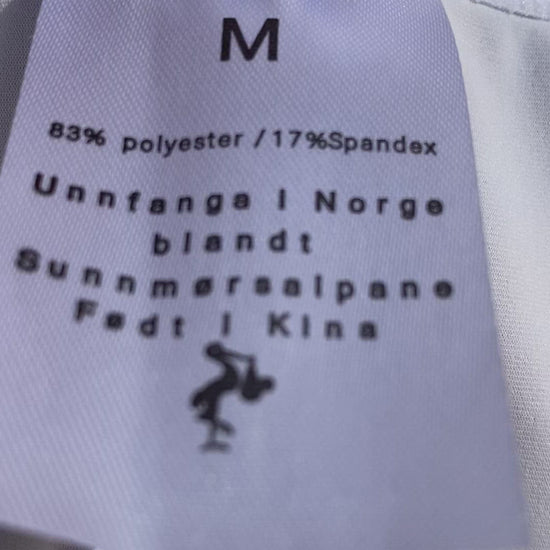 M
83% polyester /17%Spandex
Unnfanga I Norge
blandt
Sunnmørsalpane
Født I Kina